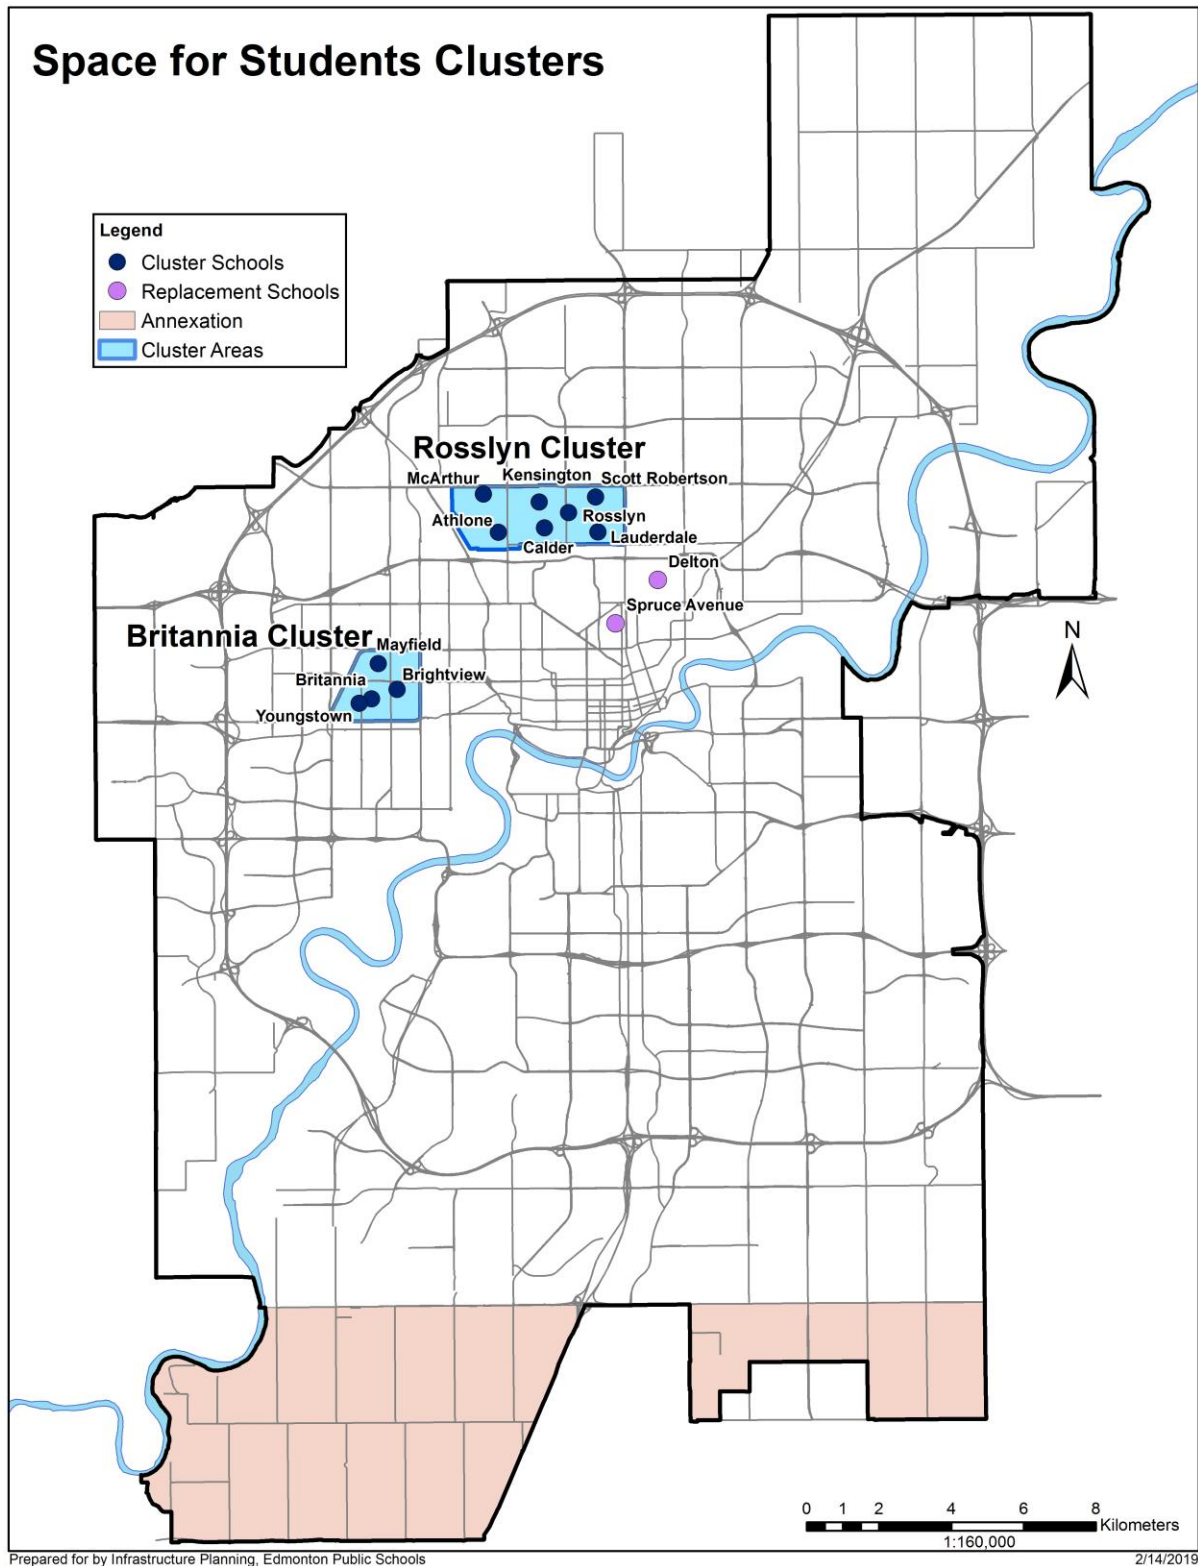 Space for Students Clusters
Legend
Cluster Schools
Replacement Schools
Annexation
Cluster Areas
Rosslyn Cluster
McArthur
Kensington
Scott Robertson
Athlone
Rosslyn
Calder
Lauderdale
Delton
Spruce Avenue
Britannia Cluster
Mayfield
Britannia
Brightview
Youngstown
N
0 1 2 4 6 8
Kilometers
1:160,000
Prepared for by Infrastructure Planning, Edmonton Public Schools
2/14/2019